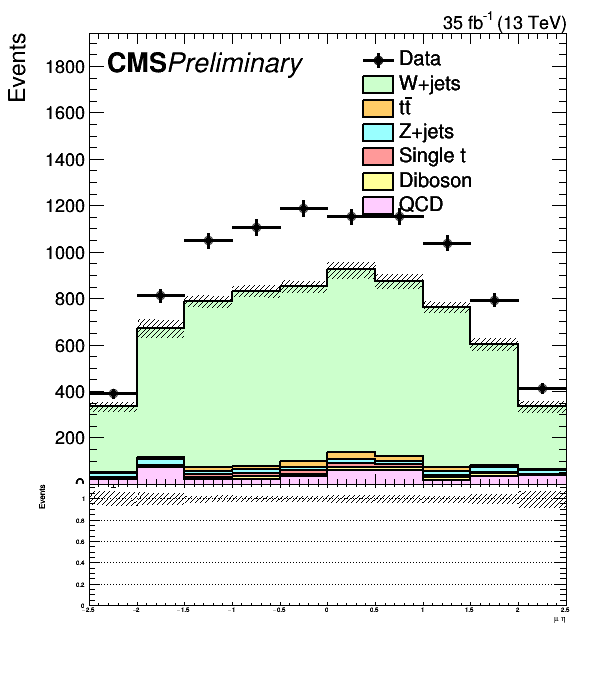 35 fb-1 (13 TeV)
CMS Preliminary
Events
Data
W+jets
tt̄
Z+jets
Single t
Diboson
QCD
1800
1600
1400
1200
1000
800
600
400
200
0
Events
1
0.8
0.6
0.4
0.2
0
−2.5 −2 −1.5 −1 −0.5 0 0.5 1 1.5 2 2.5
|μ η|